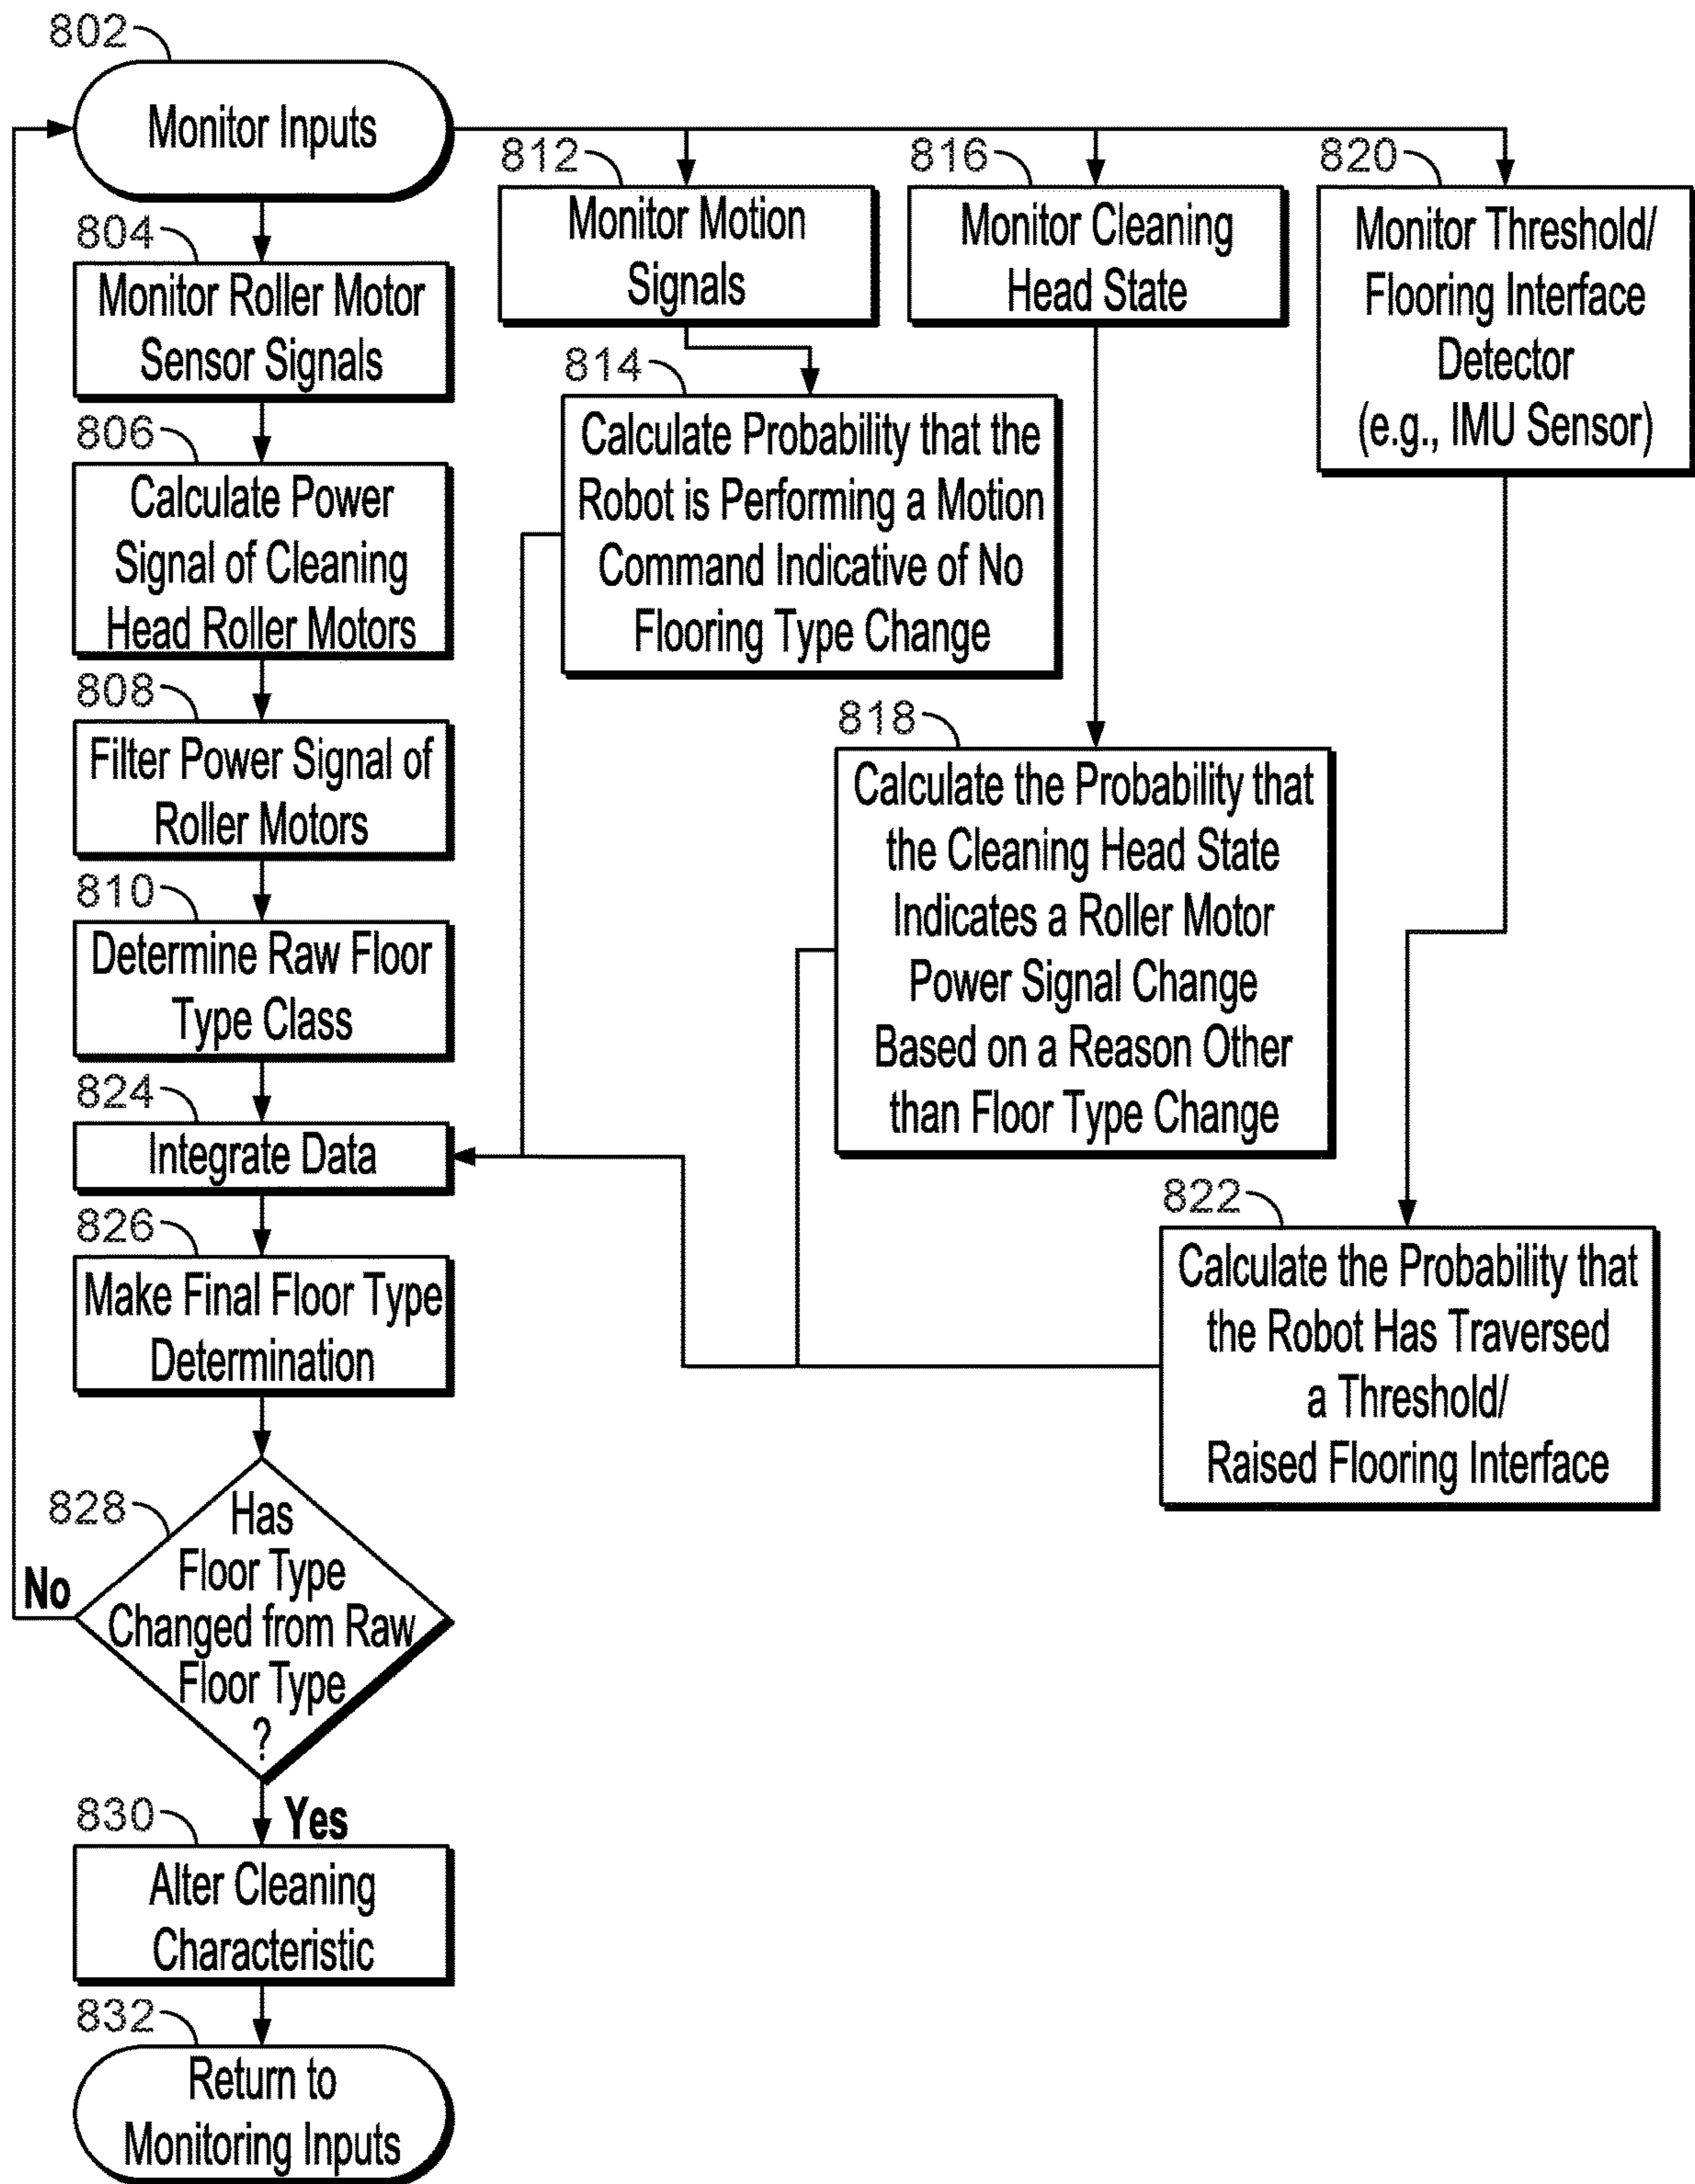 802
Monitor Inputs
804
Monitor Roller Motor
Sensor Signals
806
Calculate Power
Signal of Cleaning
Head Roller Motors
808
Filter Power Signal of
Roller Motors
810
Determine Raw Floor
Type Class
812
Monitor Motion
Signals
814
Calculate Probability that the
Robot is Performing a Motion
Command Indicative of No
Flooring Type Change
816
Monitor Cleaning
Head State
818
Calculate the Probability that
the Cleaning Head State
Indicates a Roller Motor
Power Signal Change
Based on a Reason Other
than Floor Type Change
820
Monitor Threshold/
Flooring Interface
Detector
(e.g., IMU Sensor)
822
Calculate the Probability that
the Robot Has Traversed
a Threshold/
Raised Flooring Interface
824
Integrate Data
826
Make Final Floor Type
Determination
828
Has
Floor Type
Changed from Raw
Floor Type
?
No
Yes
830
Alter Cleaning
Characteristic
832
Return to
Monitoring Inputs